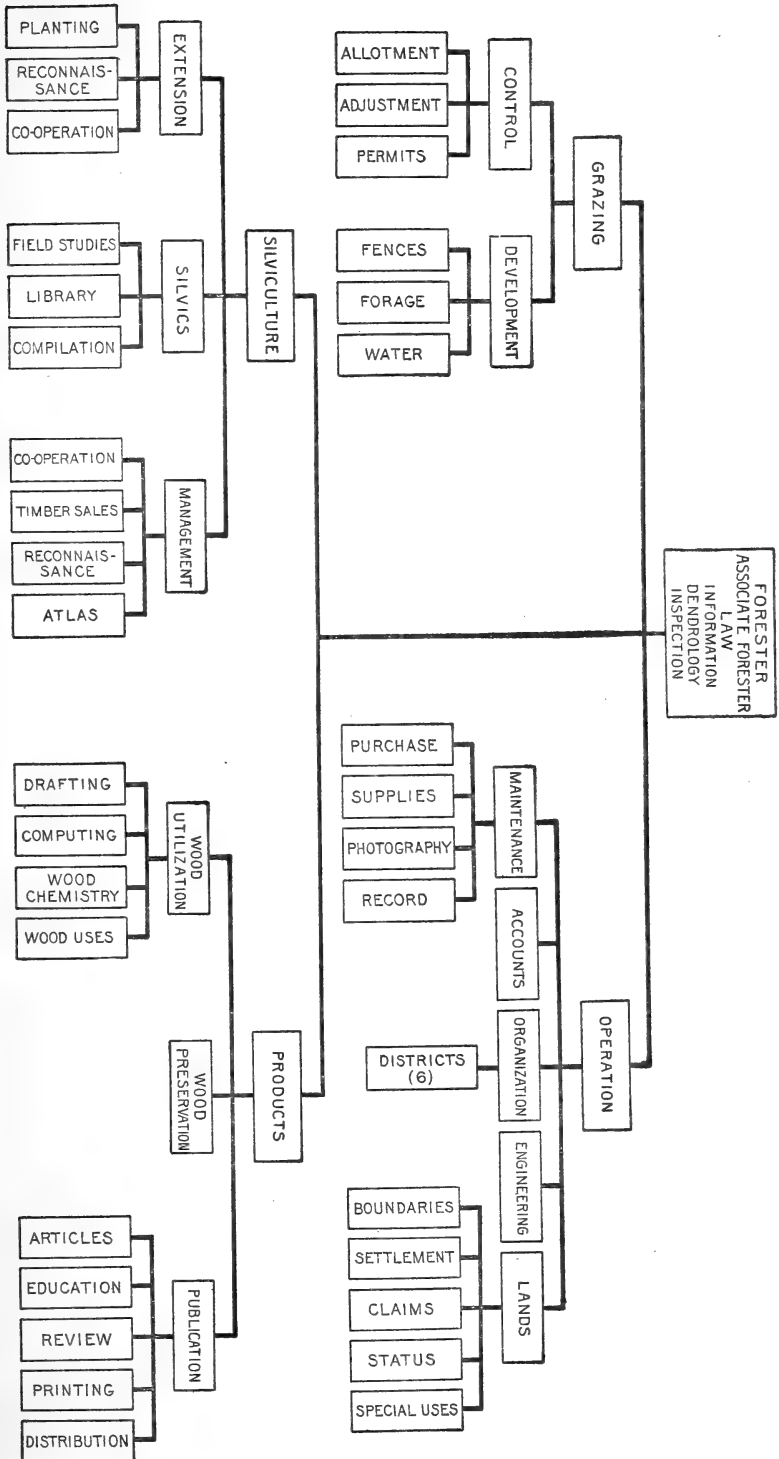 FORESTER
ASSOCIATE FORESTER
LAW
INFORMATION
DENDROLOGY
INSPECTION
GRAZING
CONTROL
ALLOTMENT
ADJUSTMENT
PERMITS
DEVELOPMENT
FENCES
FORAGE
WATER
OPERATION
MAINTENANCE
PURCHASE
SUPPLIES
PHOTOGRAPHY
RECORD
ACCOUNTS
ORGANIZATION
DISTRICTS
(6)
ENGINEERING
LANDS
BOUNDARIES
SETTLEMENT
CLAIMS
STATUS
SPECIAL USES
SILVICULTURE
EXTENSION
PLANTING
RECONNAIS-
SANCE
CO-OPERATION
SILVICS
FIELD STUDIES
LIBRARY
COMPILATION
MANAGEMENT
CO-OPERATION
TIMBER SALES
RECONNAIS-
SANCE
ATLAS
PRODUCTS
WOOD
UTILIZATION
DRAFTING
COMPUTING
WOOD
CHEMISTRY
WOOD USES
WOOD
PRESERVATION
PUBLICATION
ARTICLES
EDUCATION
REVIEW
PRINTING
DISTRIBUTION